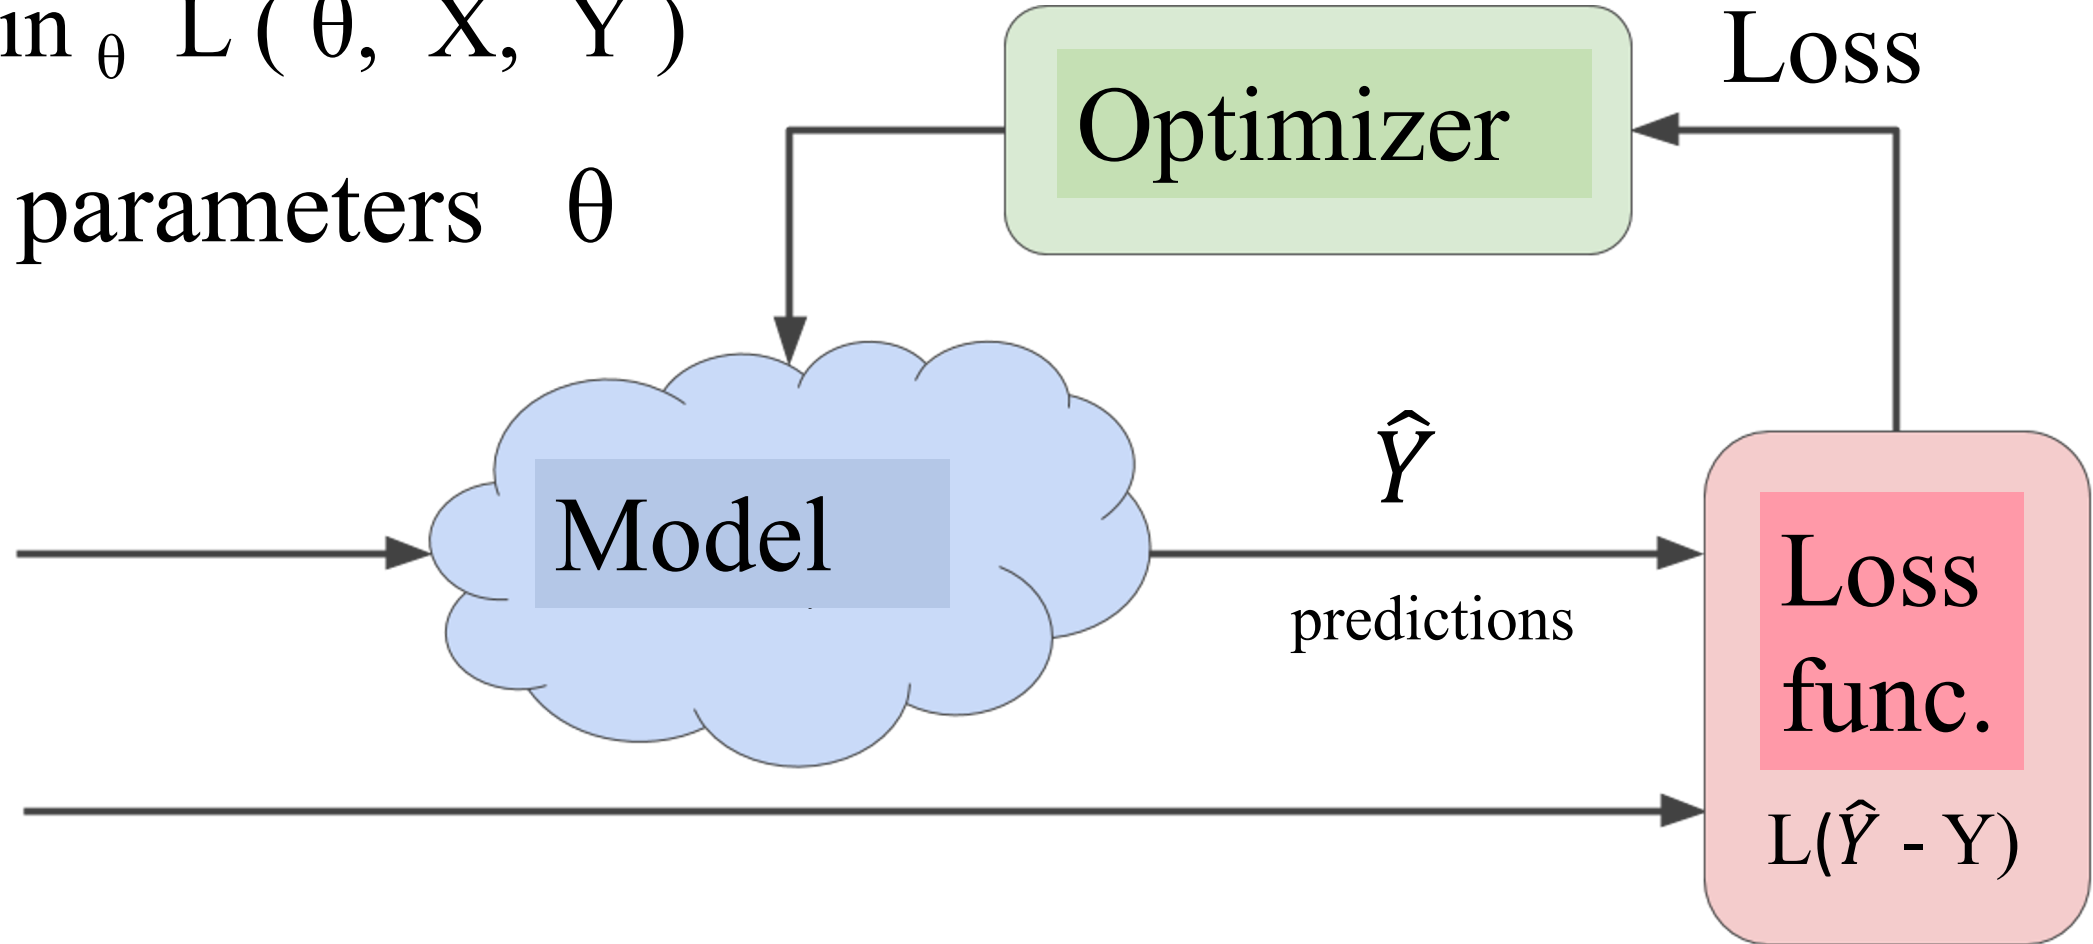 in θ L ( θ, X, Y )
Loss
Optimizer
parameters θ
Ŷ
Model
Loss
func.
predictions
L(Ŷ - Y)